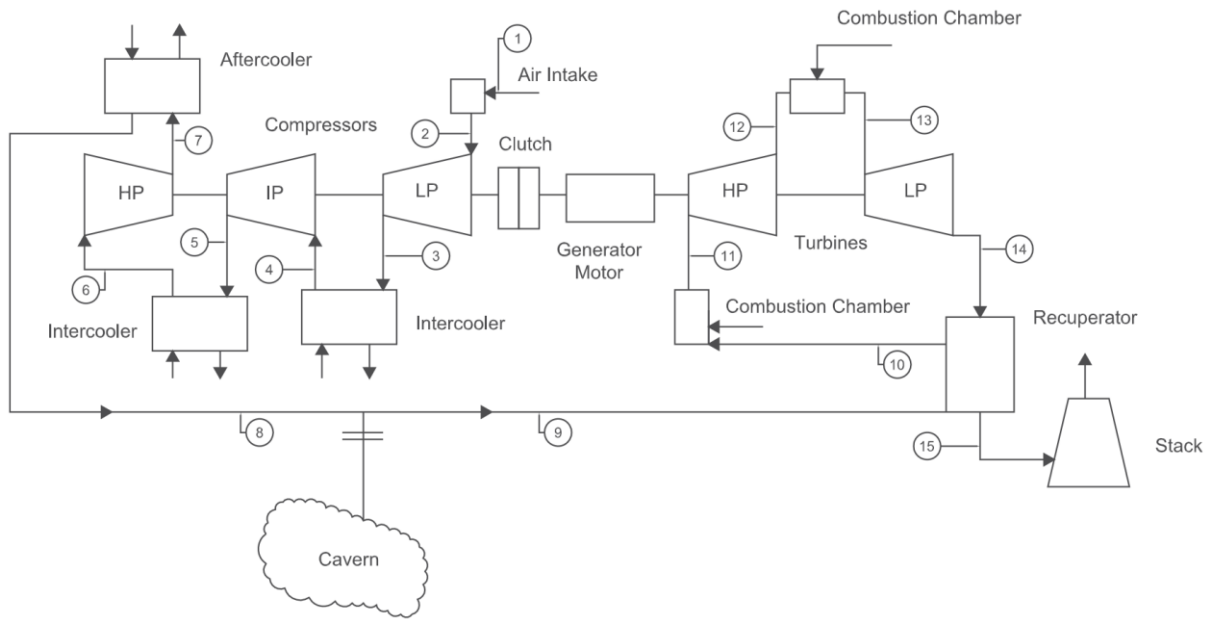 Combustion Chamber
1
Aftercooler
Air Intake
Compressors
2
12
13
7
Clutch
HP
IP
LP
HP
LP
5
4
3
Generator
Motor
11
Turbines
14
6
Intercooler
Intercooler
Combustion Chamber
Recuperator
10
8
9
15
Stack
Cavern